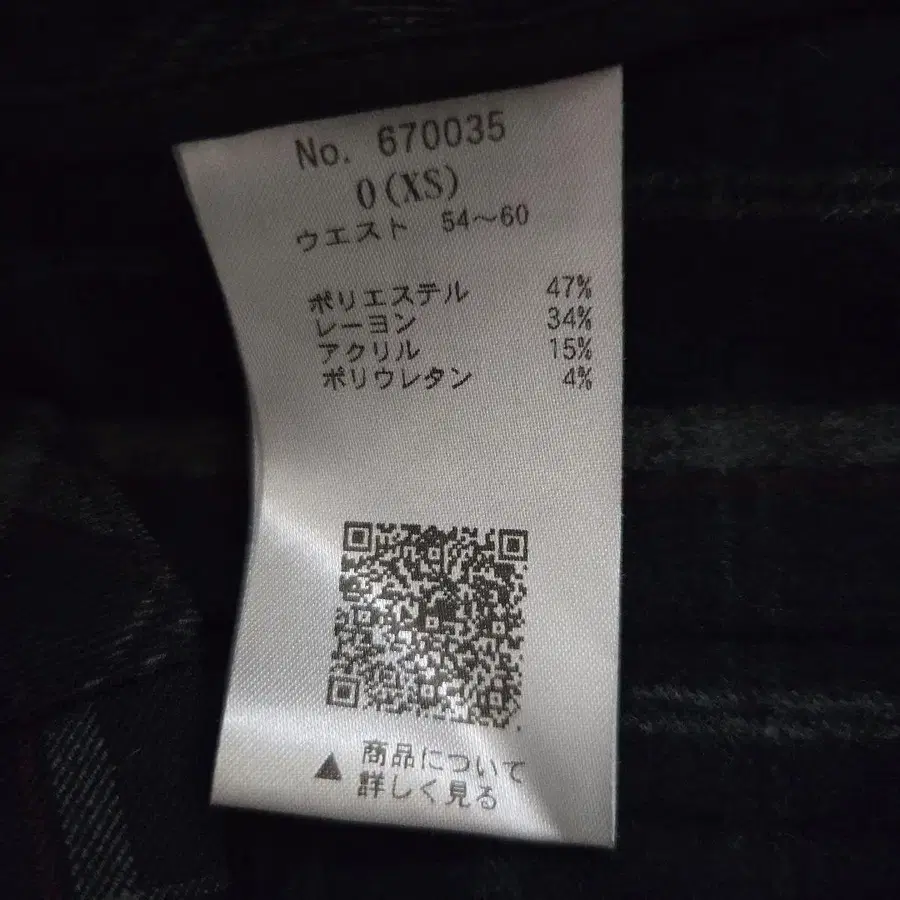 No. 670035
0(XS)
ウエスト 54〜60
ポリエステル 47%
レーヨン 34%
アクリル 15%
ポリウレタン 4%
▲ 商品について
詳しく見る